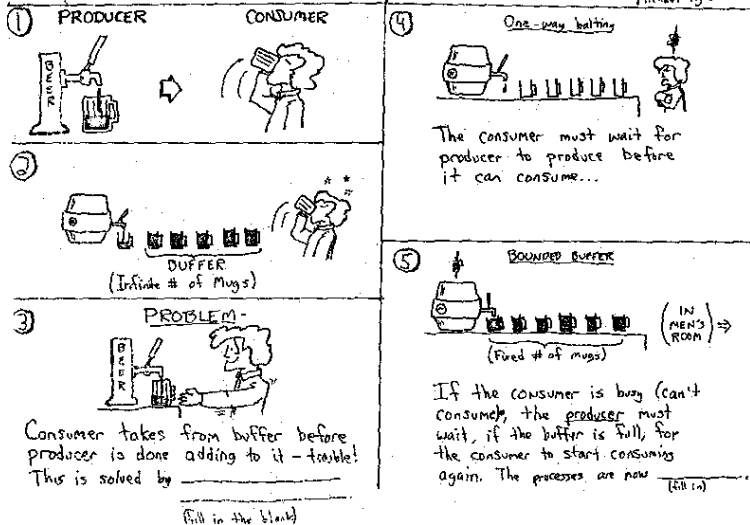 ①
PRODUCER
CONSUMER
BEER
②
BUFFER
(Infinite # of Mugs)
③
PROBLEM-
BEER
Consumer takes from buffer before
producer is done adding to it - trouble!
This is solved by
(fill in the blank)
④
One-way halting
The consumer must wait for
producer to produce before
it can consume...
⑤
BOUNDED BUFFER
(Fixed # of mugs)
(IN
MEN'S
ROOM) ⇒
If the consumer is busy (can't
consume), the producer must
wait, if the buffer is full, for
the consumer to start consuming
again. The processes are now
(fill in)